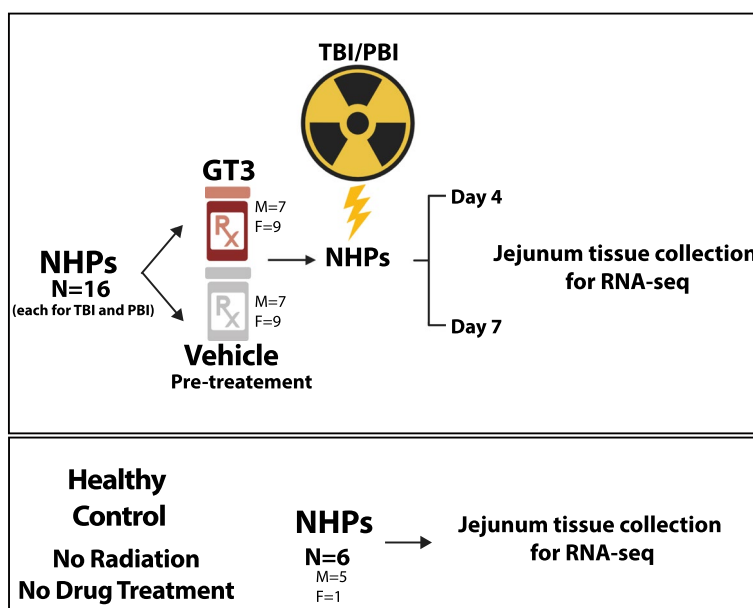 TBI/PBI
GT3
M=7
F=9
Rx
NHPs
N=16
(each for TBI and PBI)
NHPs
Day 4
Jejunum tissue collection
for RNA-seq
Day 7
Rx
M=7
F=9
Vehicle
Pre-treatement
Healthy
Control
No Radiation
No Drug Treatment
NHPs
N=6
M=5
F=1
Jejunum tissue collection
for RNA-seq